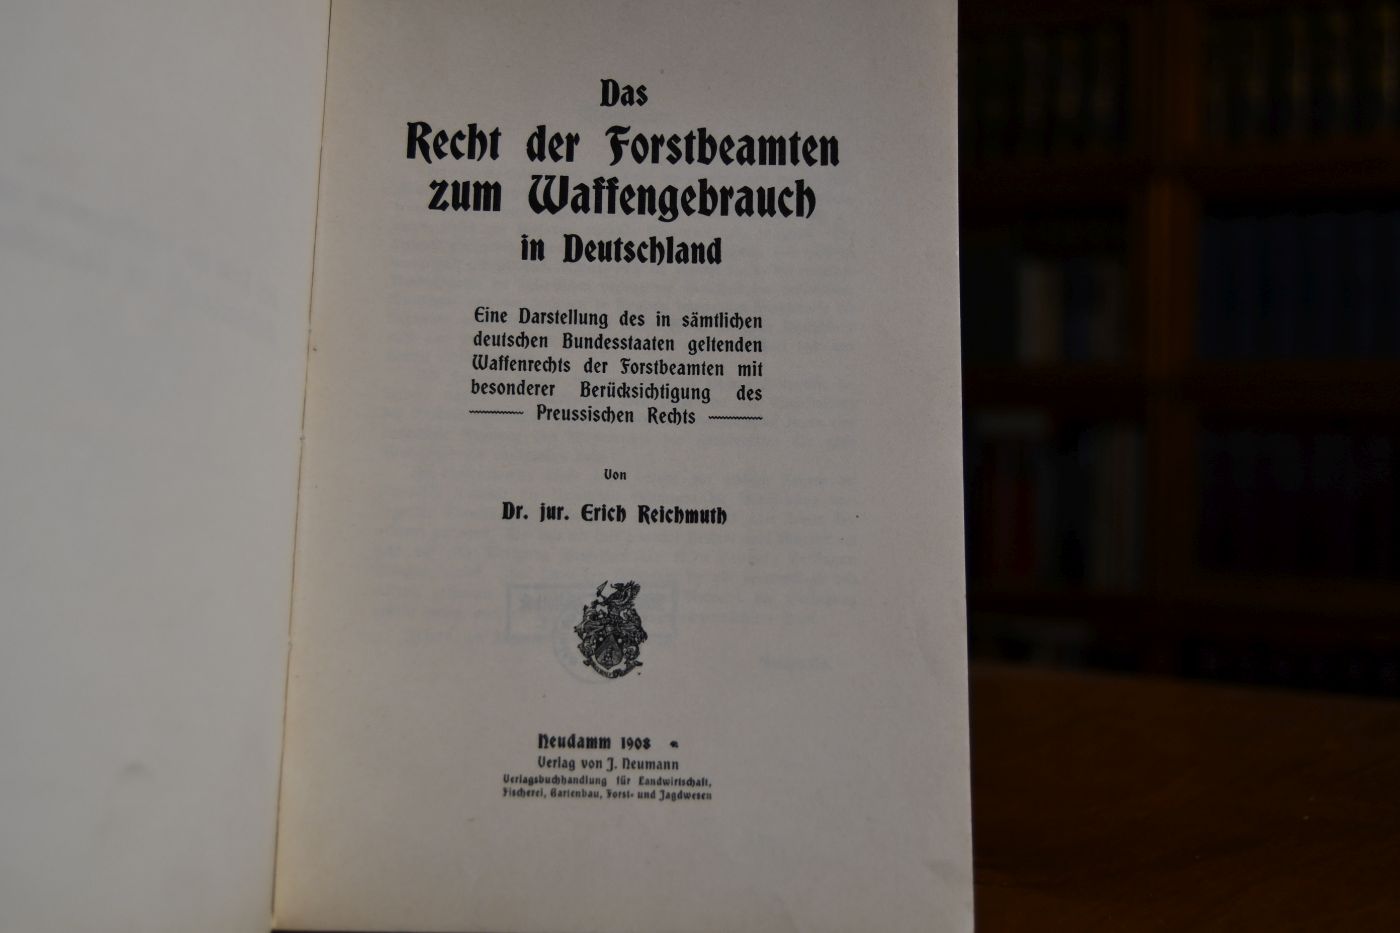 Das
Recht der Forstbeamten
zum Waffengebrauch
in Deutschland
Eine Darstellung des in sämtlichen
deutschen Bundesstaaten geltenden
Waffenrechts der Forstbeamten mit
besonderer Berücksichtigung des
Preussischen Rechts
Von
Dr. jur. Erich Reichmuth
Neudamm 1908
Verlag von J. Neumann
Verlagsbuchhandlung für Landwirtschaft,
Fischerei, Gartenbau, Forst- und Jagdwesen